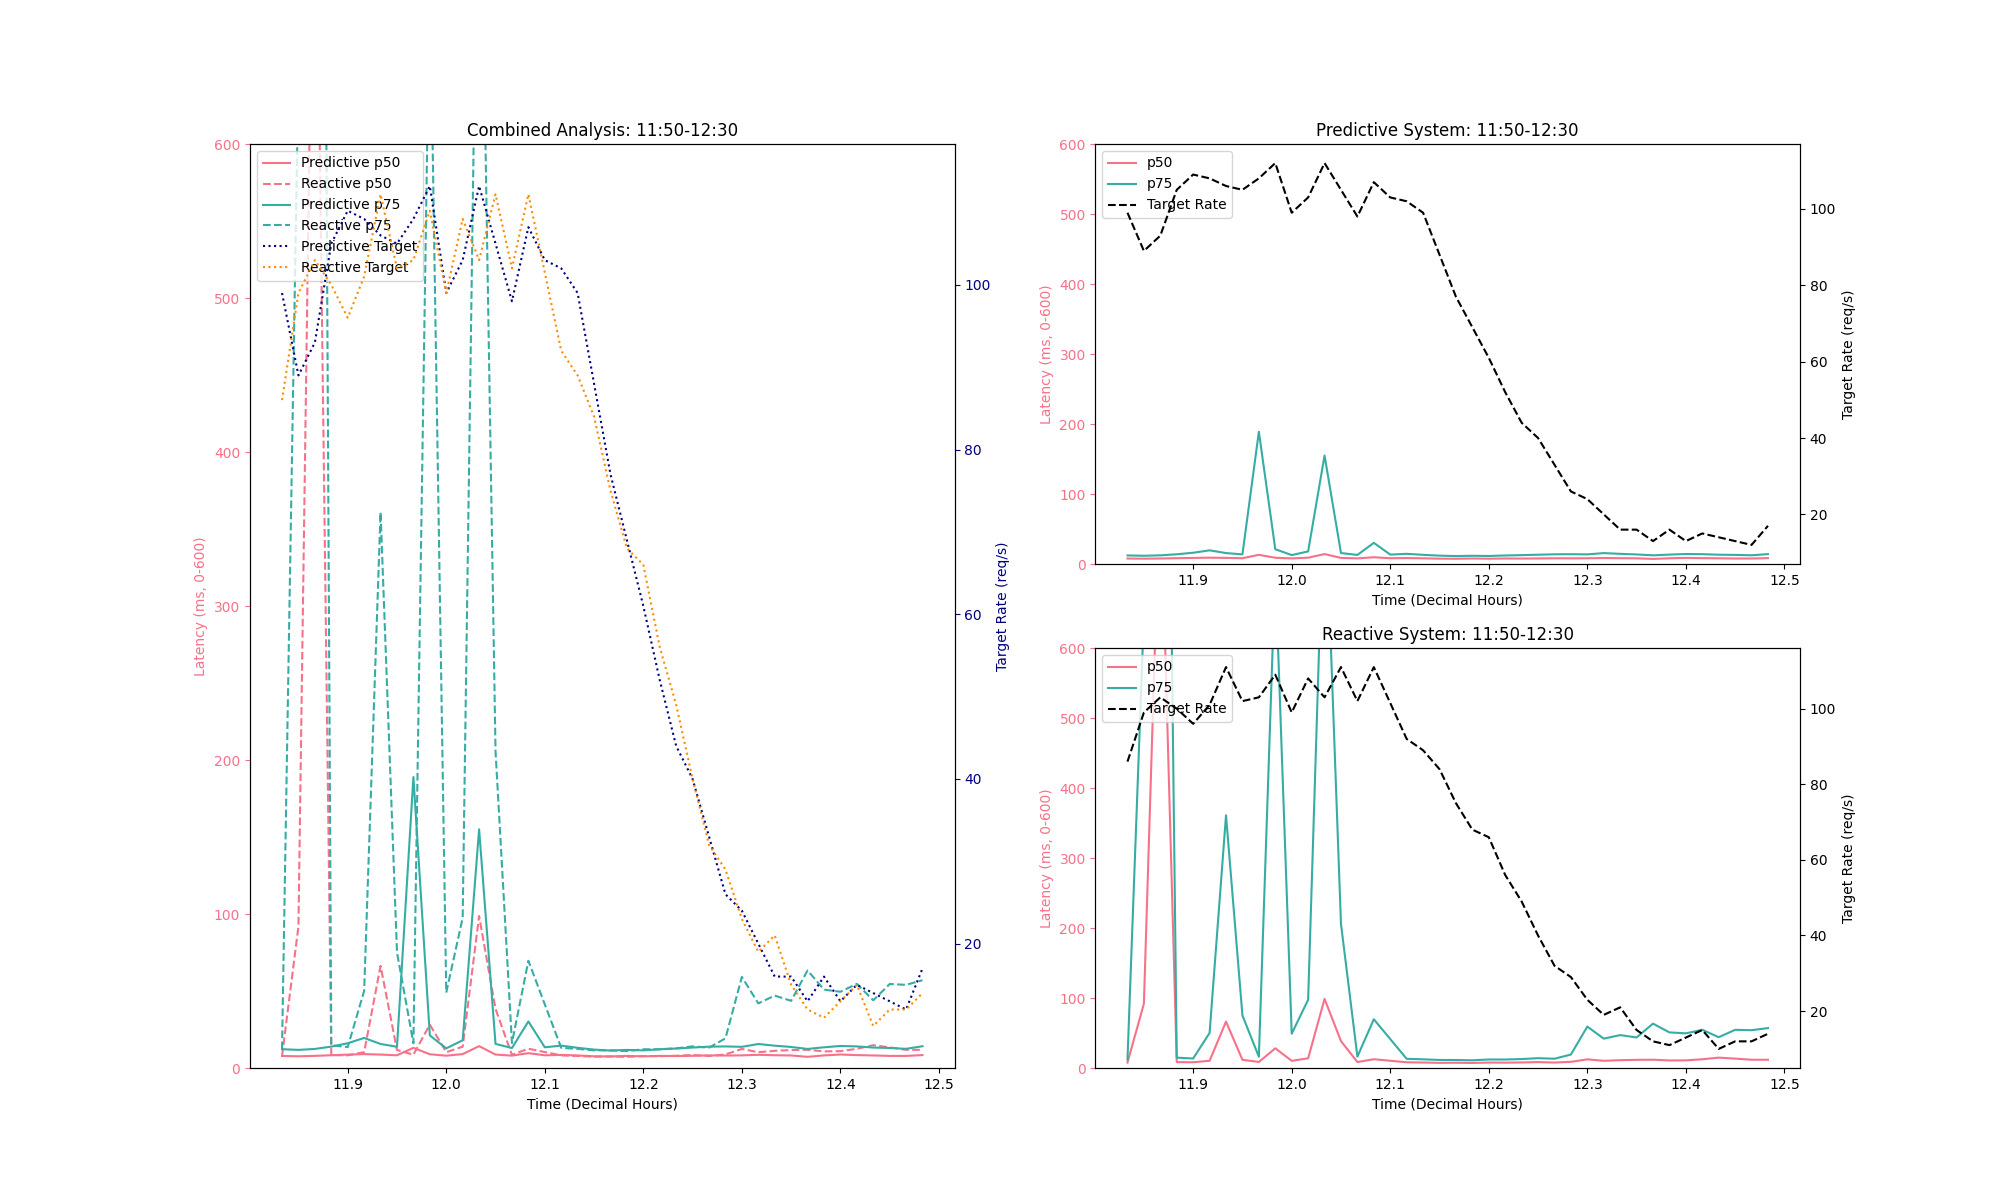 Combined Analysis: 11:50-12:30
600
500
400
300
200
100
0
Latency (ms, 0-600)
Predictive p50
Reactive p50
Predictive p75
Reactive p75
Predictive Target
Reactive Target
100
80
60
40
20
Target Rate (req/s)
11.9 12.0 12.1 12.2 12.3 12.4 12.5
Time (Decimal Hours)
Predictive System: 11:50-12:30
600
500
400
300
200
100
0
Latency (ms, 0-600)
p50
p75
Target Rate
100
80
60
40
20
Target Rate (req/s)
11.9 12.0 12.1 12.2 12.3 12.4 12.5
Time (Decimal Hours)
Reactive System: 11:50-12:30
600
500
400
300
200
100
0
Latency (ms, 0-600)
p50
p75
Target Rate
100
80
60
40
20
Target Rate (req/s)
11.9 12.0 12.1 12.2 12.3 12.4 12.5
Time (Decimal Hours)